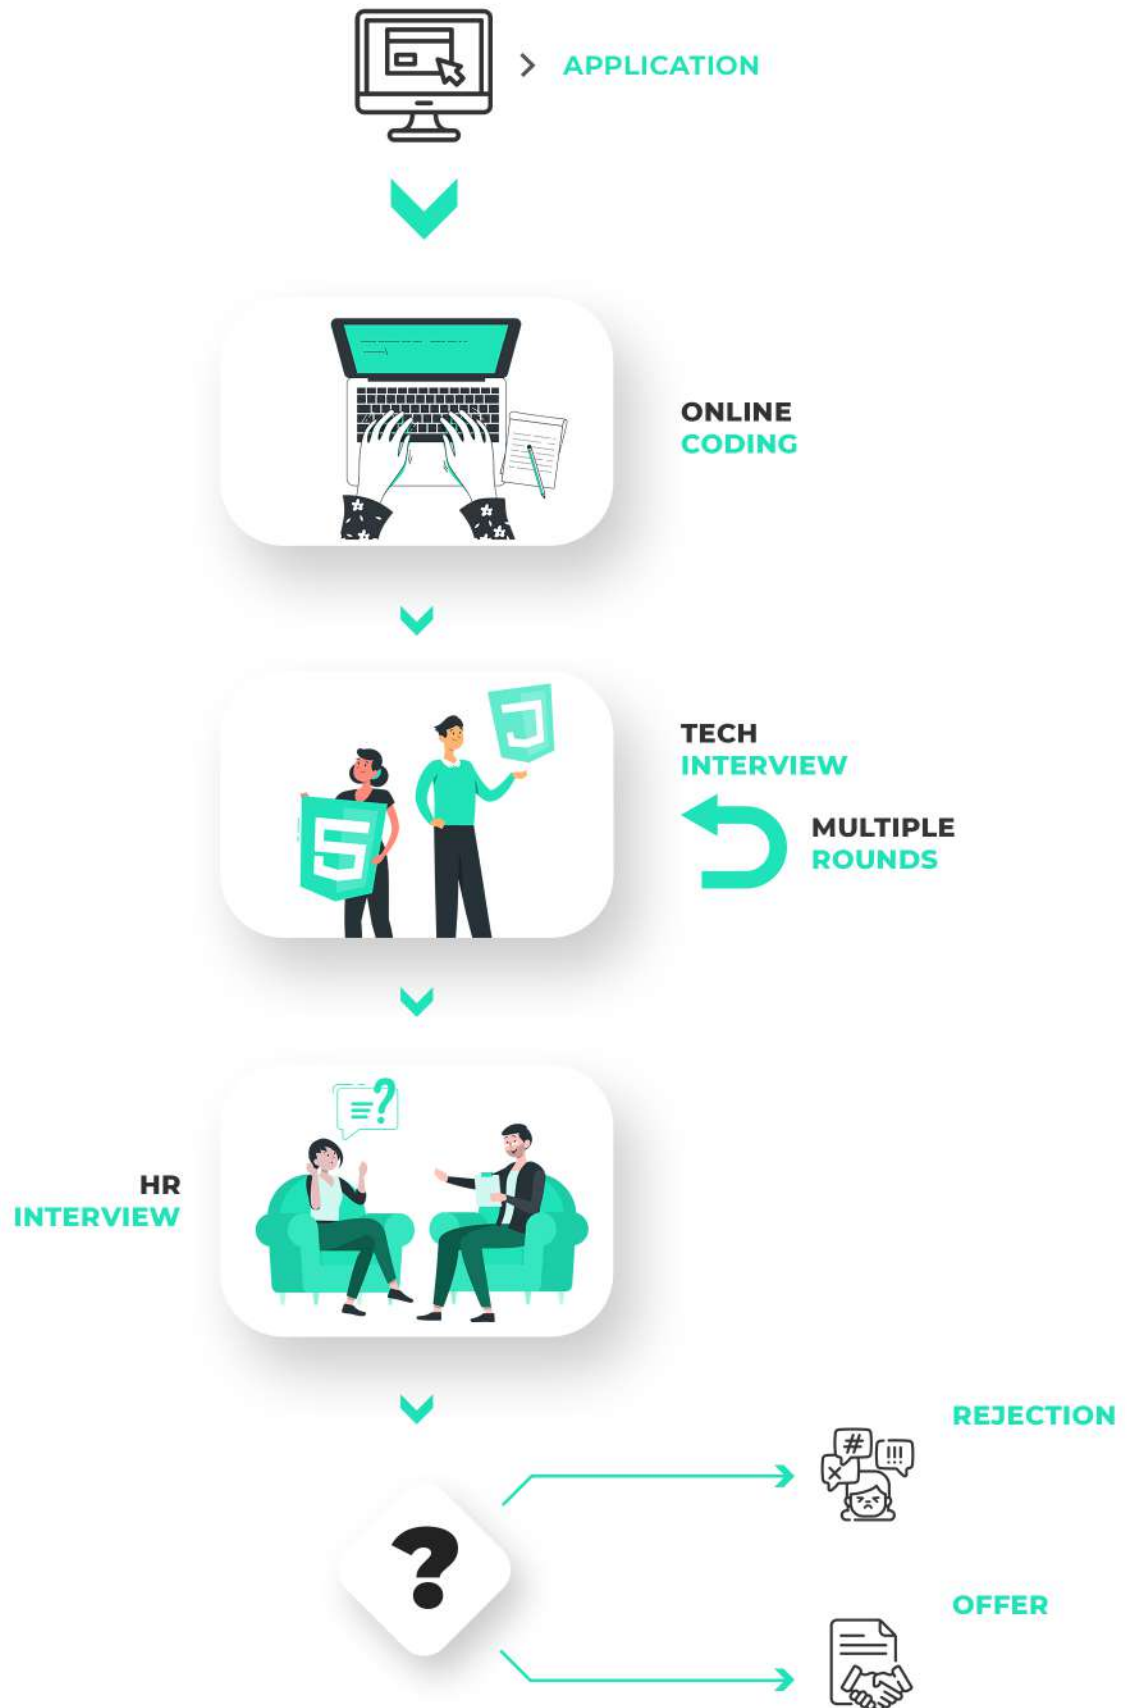 APPLICATION
ONLINE
CODING
TECH
INTERVIEW
MULTIPLE
ROUNDS
HR
INTERVIEW
REJECTION
OFFER